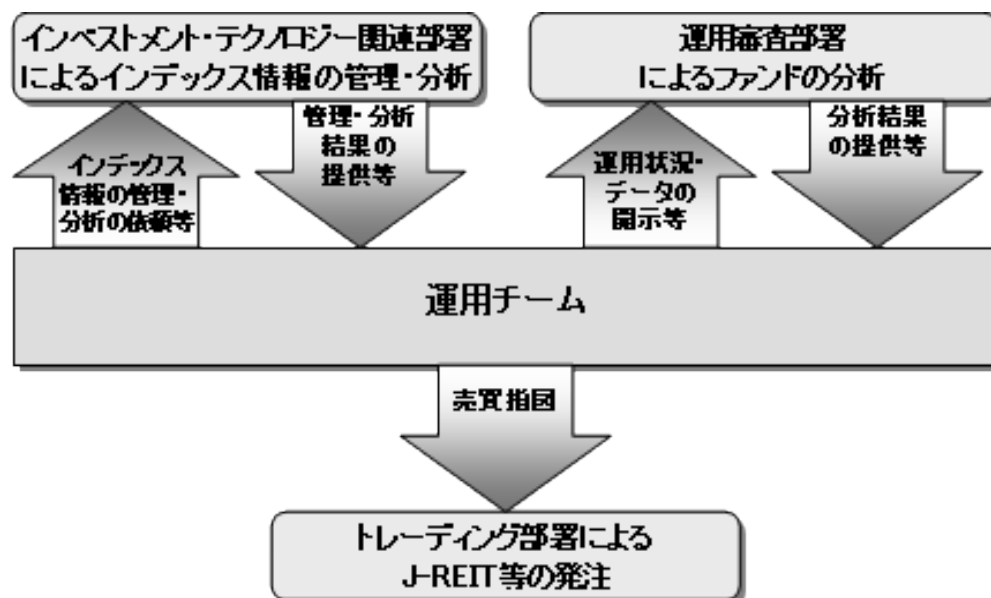 インベストメント・テクノロジー関連部署
によるインデックス情報の管理・分析
運用審査部署
によるファンドの分析
インデックス
情報の管理・
分析の依頼等
管理・分析
結果の
提供等
運用状況・
データの
開示等
分析結果
の提供等
運用チーム
売買指図
トレーディング部署による
J-REIT等の発注